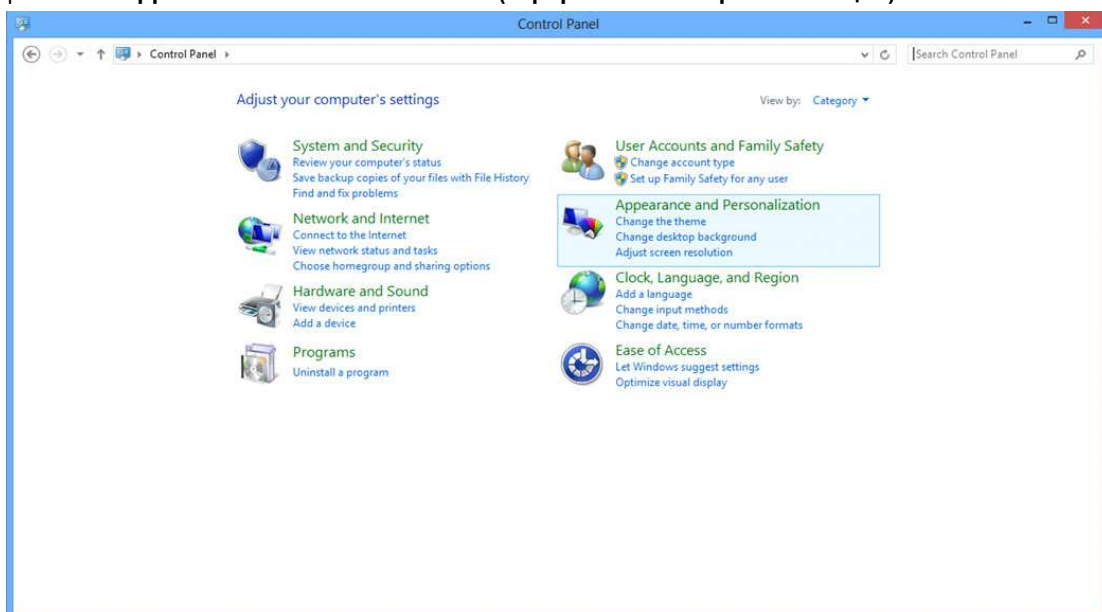 Control Panel
Control Panel
Search Control Panel
Adjust your computer's settings
View by: Category
System and Security
Review your computer's status
Save backup copies of your files with File History
Find and fix problems
Network and Internet
Connect to the Internet
View network status and tasks
Choose homegroup and sharing options
Hardware and Sound
View devices and printers
Add a device
Programs
Uninstall a program
User Accounts and Family Safety
Change account type
Set up Family Safety for any user
Appearance and Personalization
Change the theme
Change desktop background
Adjust screen resolution
Clock, Language, and Region
Add a language
Change input methods
Change date, time, or number formats
Ease of Access
Let Windows suggest settings
Optimize visual display